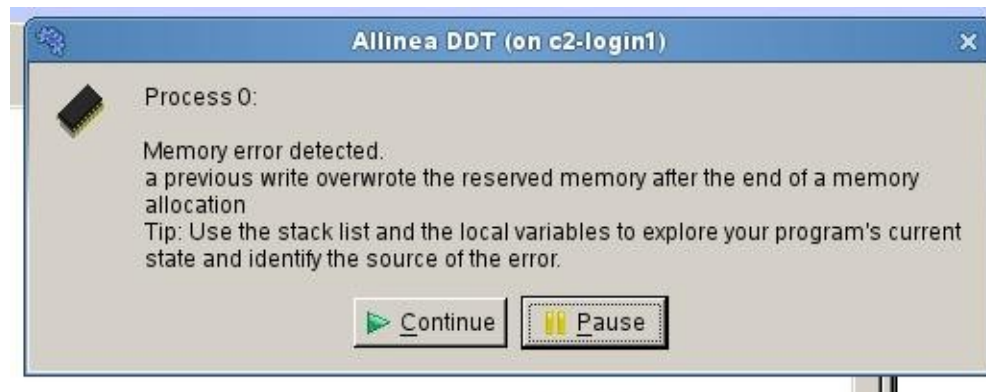 Allinea DDT (on c2-login1)
Process 0:
Memory error detected.
a previous write overwrote the reserved memory after the end of a memory
allocation
Tip: Use the stack list and the local variables to explore your program's current
state and identify the source of the error.
Continue
Pause